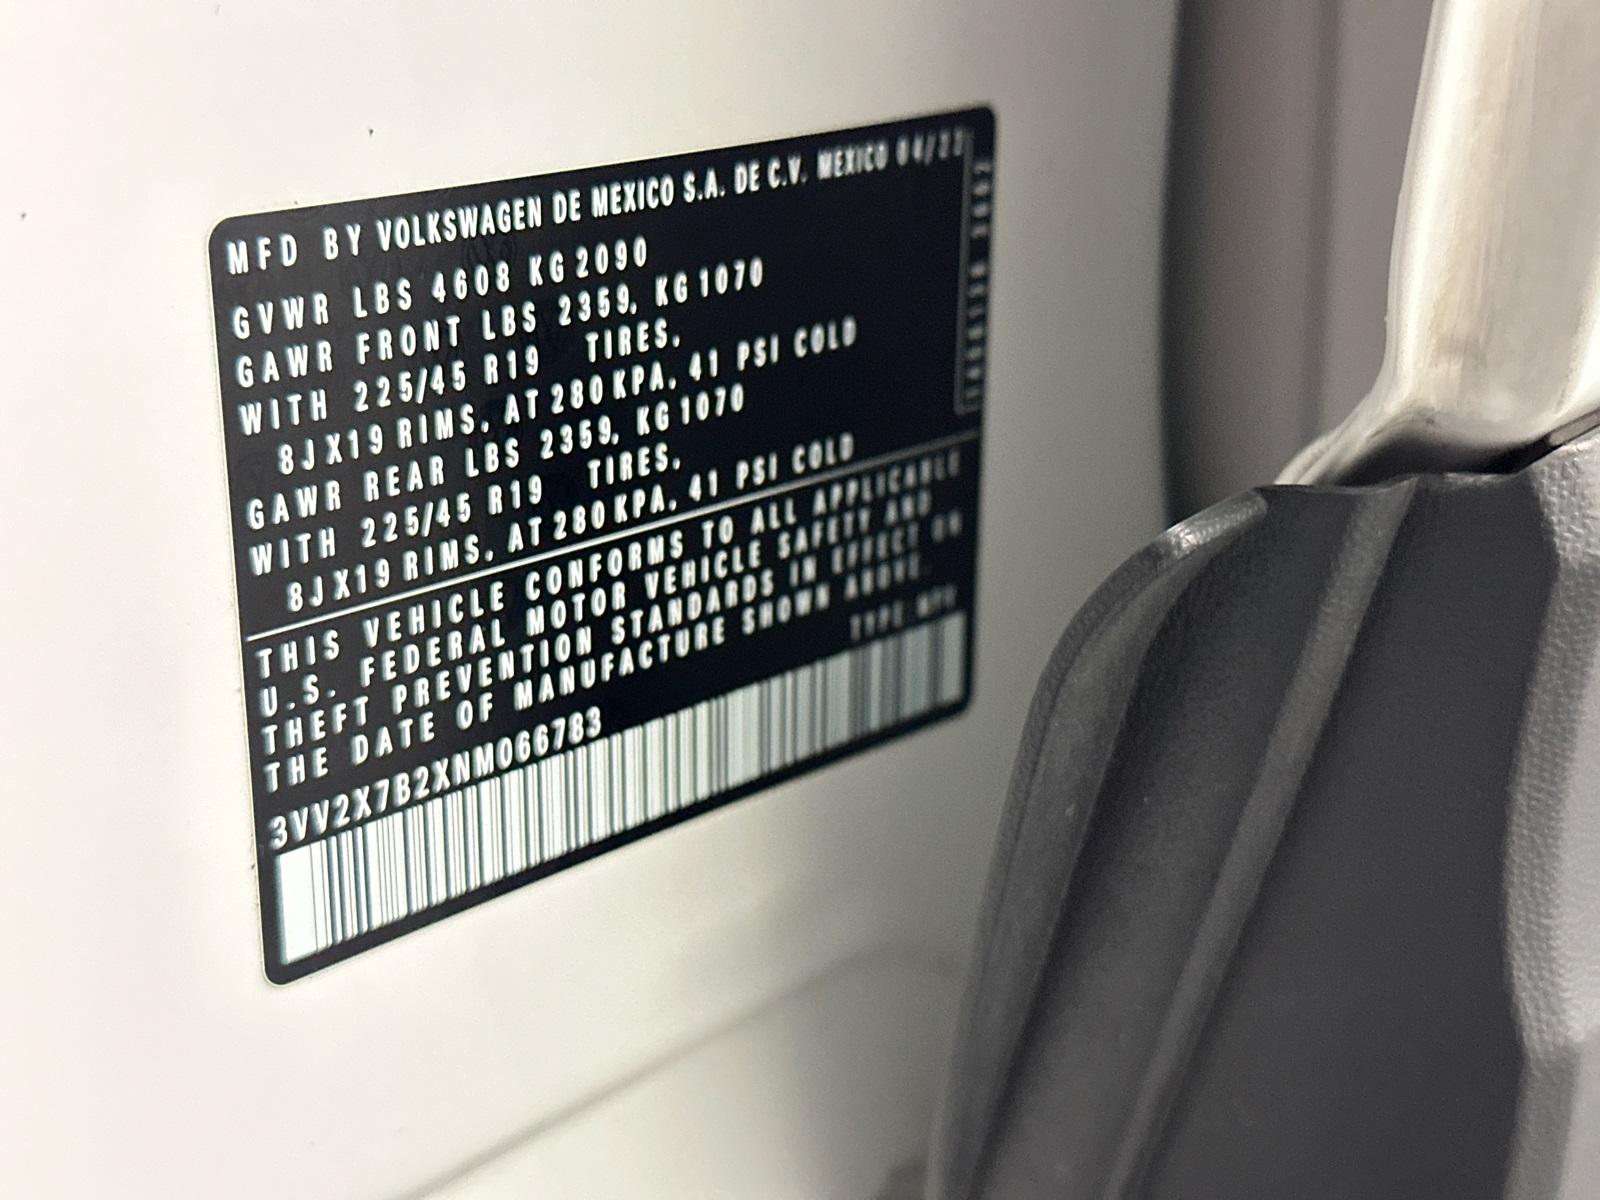 MFD BY VOLKSWAGEN DE MEXICO S.A. DE C.V. MEXICO 04/22
GVWR LBS 4608 KG 2090
GAWR FRONT LBS 2359, KG 1070
WITH 225/45 R19 TIRES.
8JX19 RIMS, AT 280 KPA, 41 PSI COLD
GAWR REAR LBS 2359, KG 1070
WITH 225/45 R19 TIRES.
8JX19 RIMS, AT 280 KPA, 41 PSI COLD
THIS VEHICLE CONFORMS TO ALL APPLICABLE
U.S. FEDERAL MOTOR VEHICLE SAFETY AND
THEFT PREVENTION STANDARDS IN EFFECT ON
THE DATE OF MANUFACTURE SHOWN ABOVE.
3VV2X7B2XNM066783 TYPE:MPV